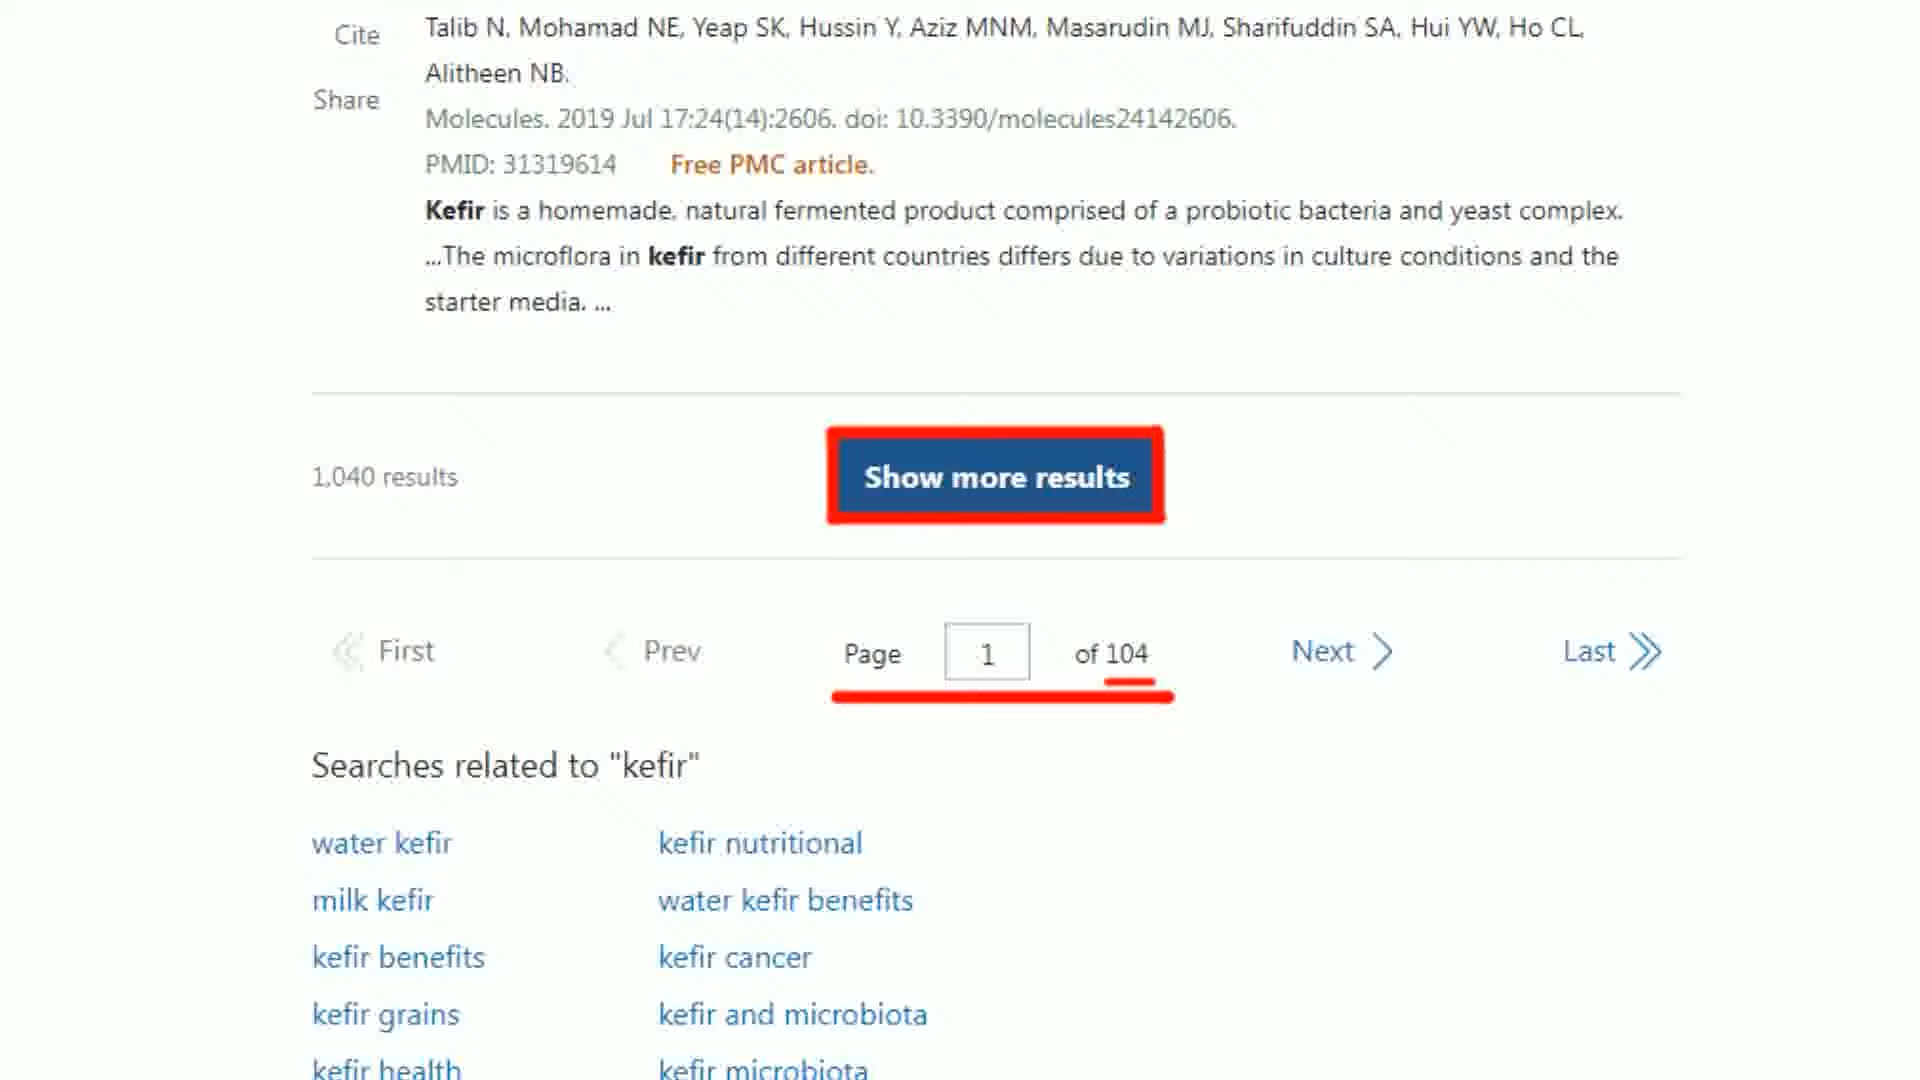 Cite
Share
Talib N, Mohamad NE, Yeap SK, Hussin Y, Aziz MNM, Masarudin MJ, Sharifuddin SA, Hui YW, Ho CL,
Alitheen NB.
Molecules. 2019 Jul 17;24(14):2606. doi: 10.3390/molecules24142606.
PMID: 31319614 Free PMC article.
Kefir is a homemade, natural fermented product comprised of a probiotic bacteria and yeast complex.
...The microflora in kefir from different countries differs due to variations in culture conditions and the
starter media. ...
1,040 results
Show more results
First Prev Page 1 of 104 Next Last
Searches related to "kefir"
water kefir kefir nutritional
milk kefir water kefir benefits
kefir benefits kefir cancer
kefir grains kefir and microbiota
kefir health kefir microbiota